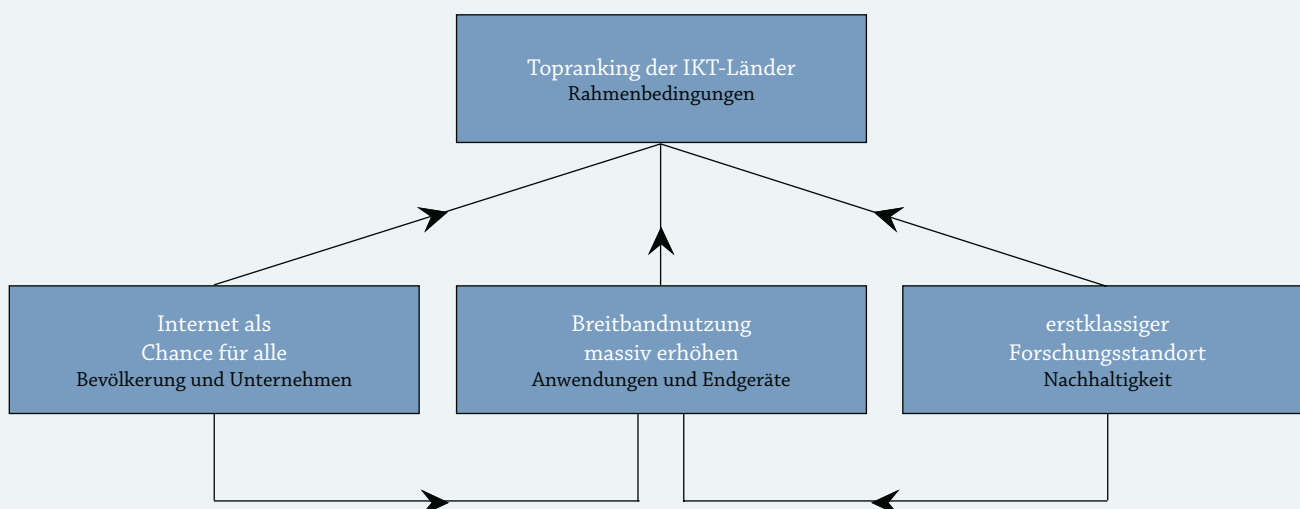 Topranking der IKT-Länder
Rahmenbedingungen
Internet als
Chance für alle
Bevölkerung und Unternehmen
Breitbandnutzung
massiv erhöhen
Anwendungen und Endgeräte
erstklassiger
Forschungsstandort
Nachhaltigkeit